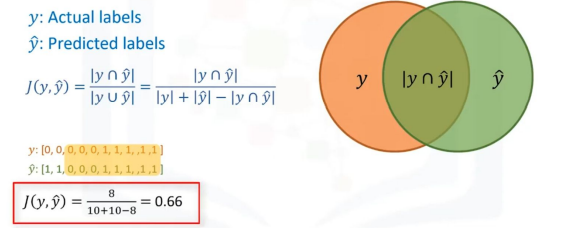 y: Actual labels
ŷ: Predicted labels
J(y, ŷ) = |y ∩ ŷ| / |y ∪ ŷ| = |y ∩ ŷ| / (|y| + |ŷ| − |y ∩ ŷ|)
y |y ∩ ŷ| ŷ
y: [0, 0, 0, 0, 0, 1, 1, 1, ,1 ,1 ]
ŷ: [1, 1, 0, 0, 0, 1, 1, 1, ,1 ,1 ]
J(y, ŷ) = 8 / (10+10−8) = 0.66